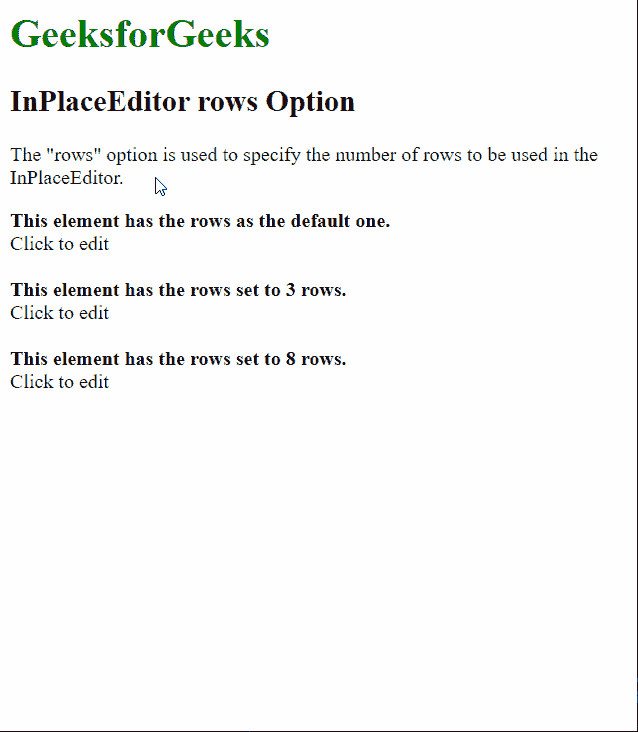 GeeksforGeeks
InPlaceEditor rows Option
The "rows" option is used to specify the number of rows to be used in the
InPlaceEditor.
This element has the rows as the default one.
Click to edit
This element has the rows set to 3 rows.
Click to edit
This element has the rows set to 8 rows.
Click to edit